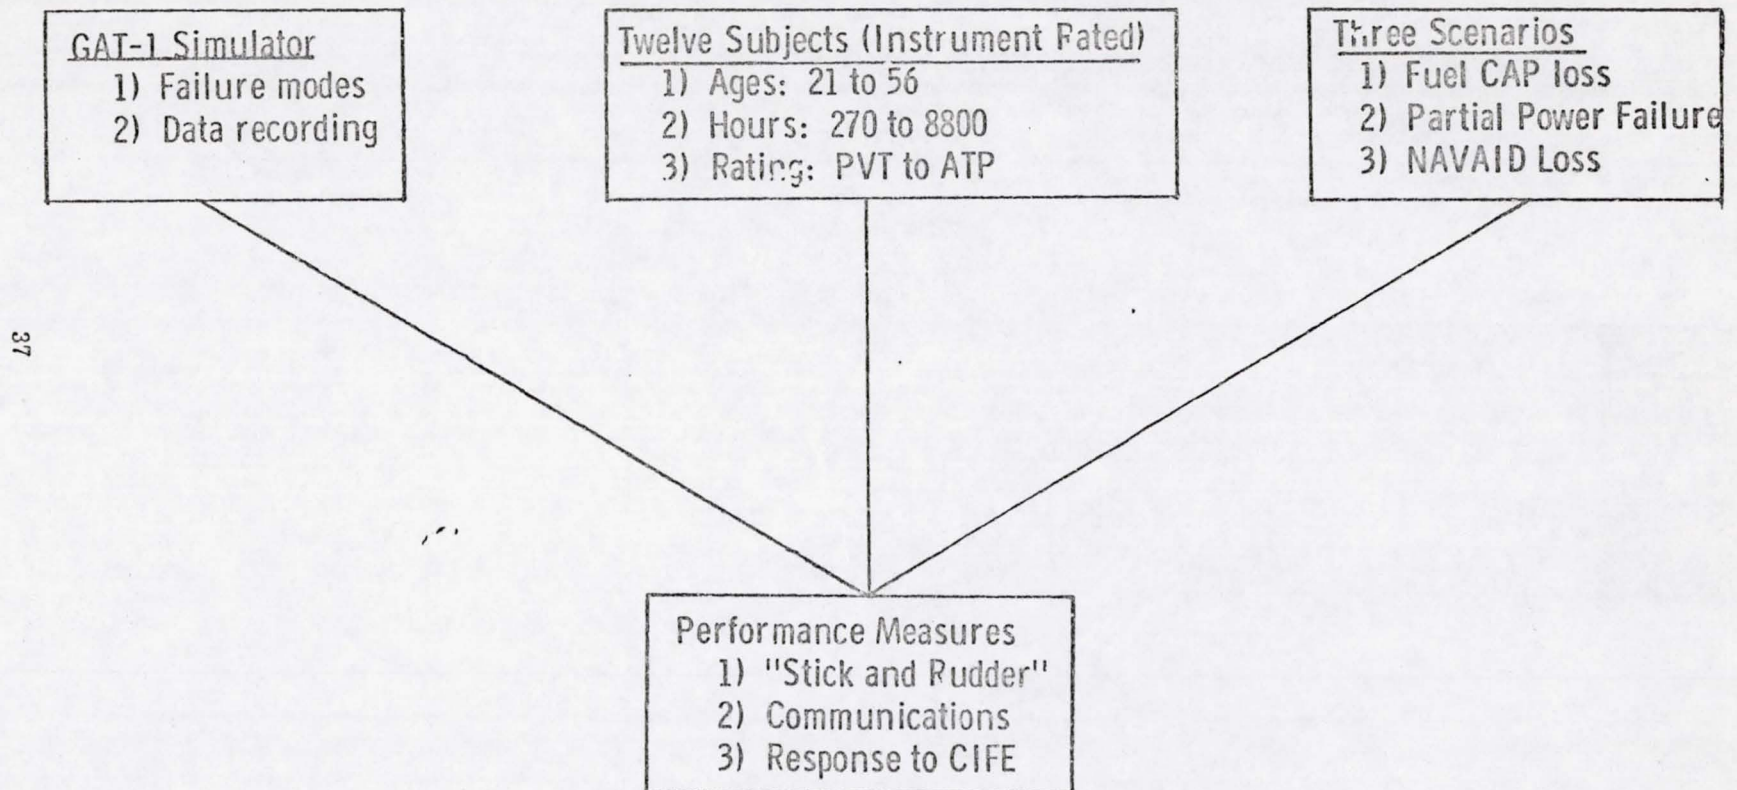 GAT-1 Simulator
1) Failure modes
2) Data recording
Twelve Subjects (Instrument Rated)
1) Ages: 21 to 56
2) Hours: 270 to 8800
3) Rating: PVT to ATP
Three Scenarios
1) Fuel CAP loss
2) Partial Power Failure
3) NAVAID Loss
37
Performance Measures
1) "Stick and Rudder"
2) Communications
3) Response to CIFE